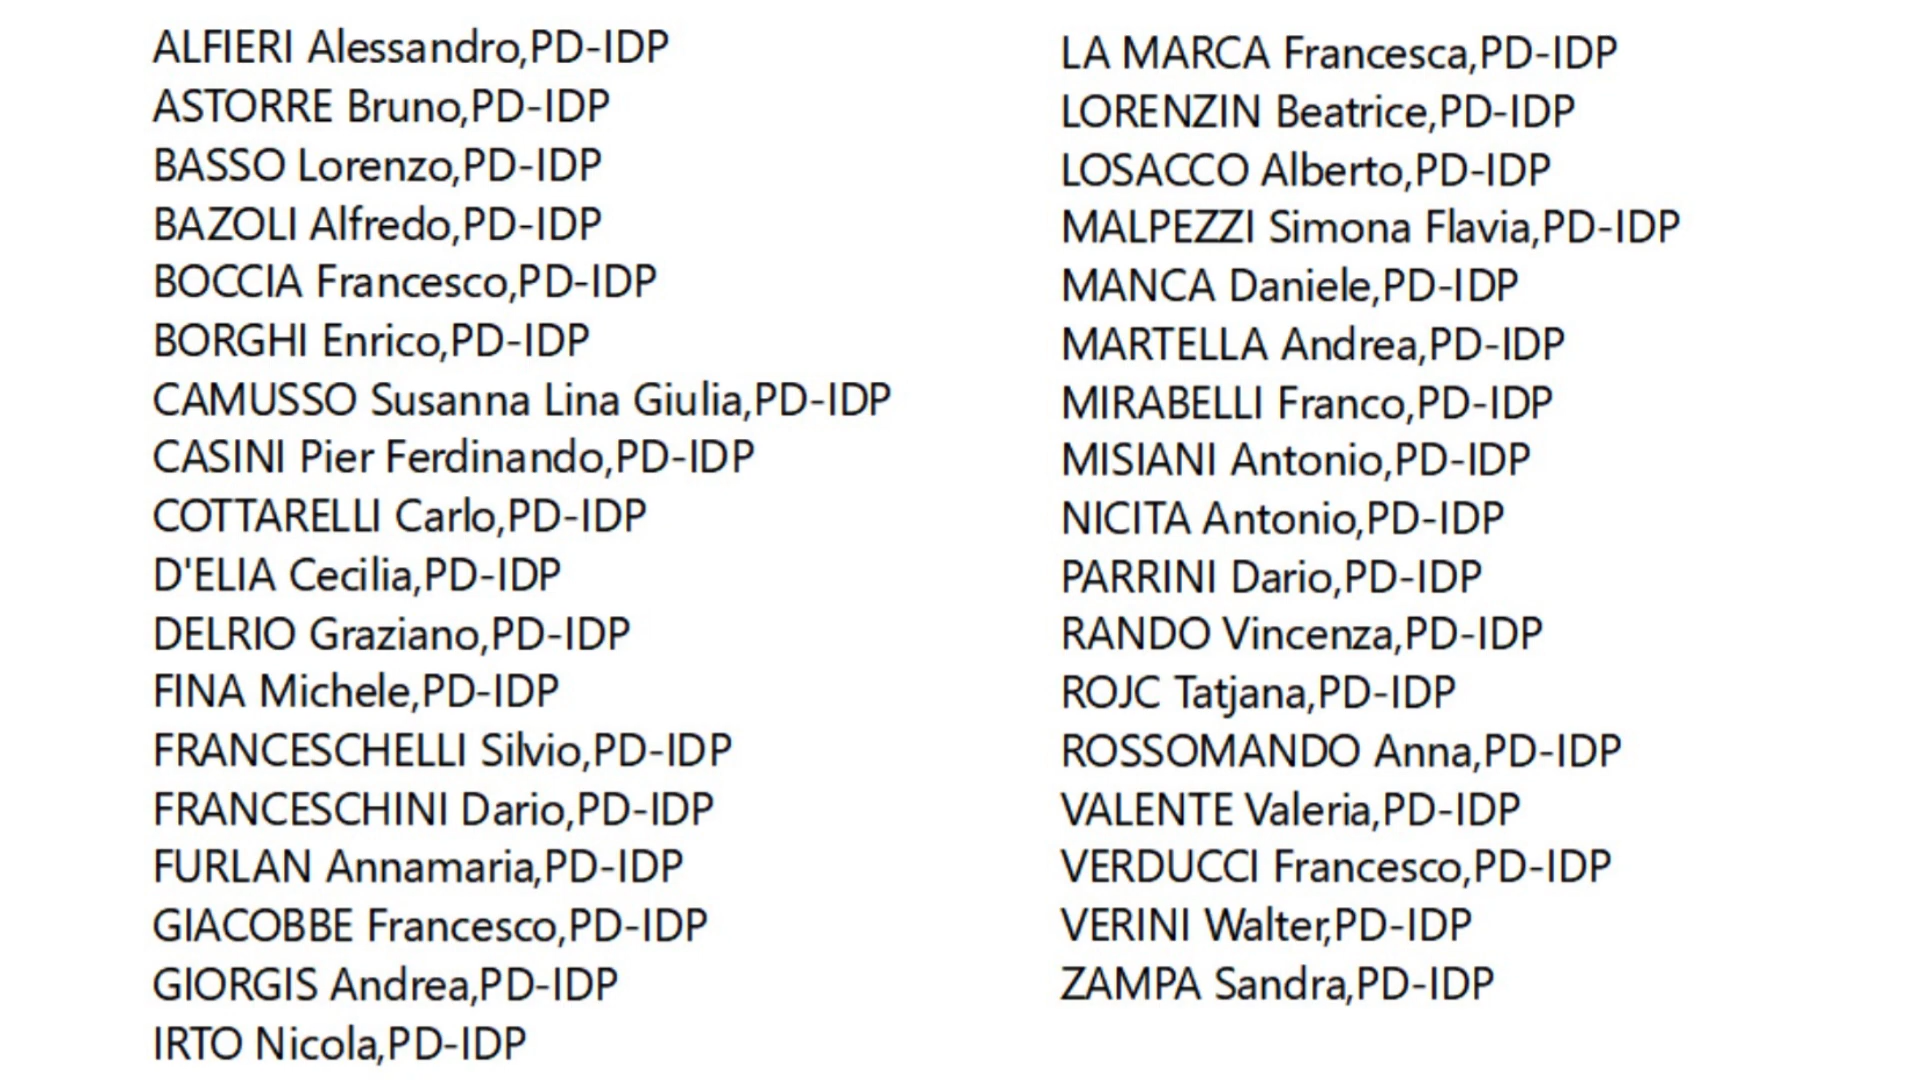 ALFIERI Alessandro,PD-IDP
ASTORRE Bruno,PD-IDP
BASSO Lorenzo,PD-IDP
BAZOLI Alfredo,PD-IDP
BOCCIA Francesco,PD-IDP
BORGHI Enrico,PD-IDP
CAMUSSO Susanna Lina Giulia,PD-IDP
CASINI Pier Ferdinando,PD-IDP
COTTARELLI Carlo,PD-IDP
D'ELIA Cecilia,PD-IDP
DELRIO Graziano,PD-IDP
FINA Michele,PD-IDP
FRANCESCHELLI Silvio,PD-IDP
FRANCESCHINI Dario,PD-IDP
FURLAN Annamaria,PD-IDP
GIACOBBE Francesco,PD-IDP
GIORGIS Andrea,PD-IDP
IRTO Nicola,PD-IDP
LA MARCA Francesca,PD-IDP
LORENZIN Beatrice,PD-IDP
LOSACCO Alberto,PD-IDP
MALPEZZI Simona Flavia,PD-IDP
MANCA Daniele,PD-IDP
MARTELLA Andrea,PD-IDP
MIRABELLI Franco,PD-IDP
MISIANI Antonio,PD-IDP
NICITA Antonio,PD-IDP
PARRINI Dario,PD-IDP
RANDO Vincenza,PD-IDP
ROJC Tatjana,PD-IDP
ROSSOMANDO Anna,PD-IDP
VALENTE Valeria,PD-IDP
VERDUCCI Francesco,PD-IDP
VERINI Walter,PD-IDP
ZAMPA Sandra,PD-IDP